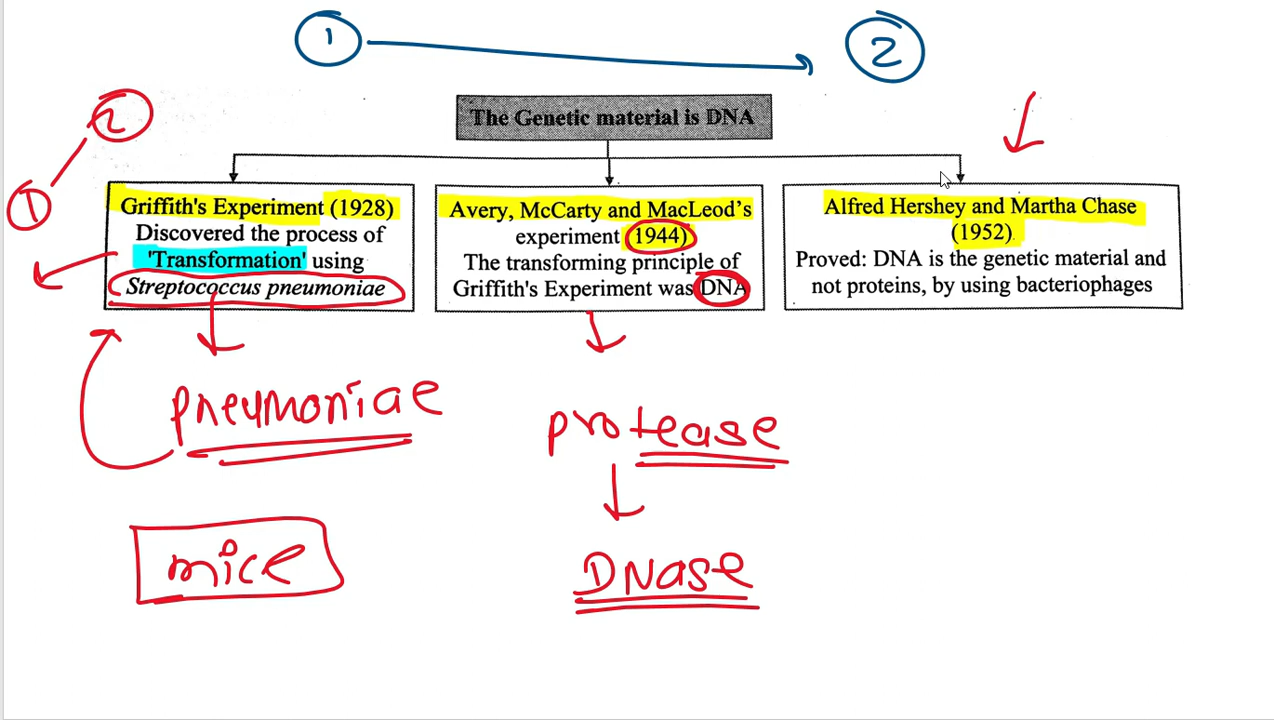 1
2
2
1
The Genetic material is DNA
Griffith's Experiment (1928)
Discovered the process of
'Transformation' using
Streptococcus pneumoniae
Avery, McCarty and MacLeod's
experiment (1944)
The transforming principle of
Griffith's Experiment was DNA
Alfred Hershey and Martha Chase
(1952)
Proved: DNA is the genetic material and
not proteins, by using bacteriophages
pneumoniae
protease
mice
DNase